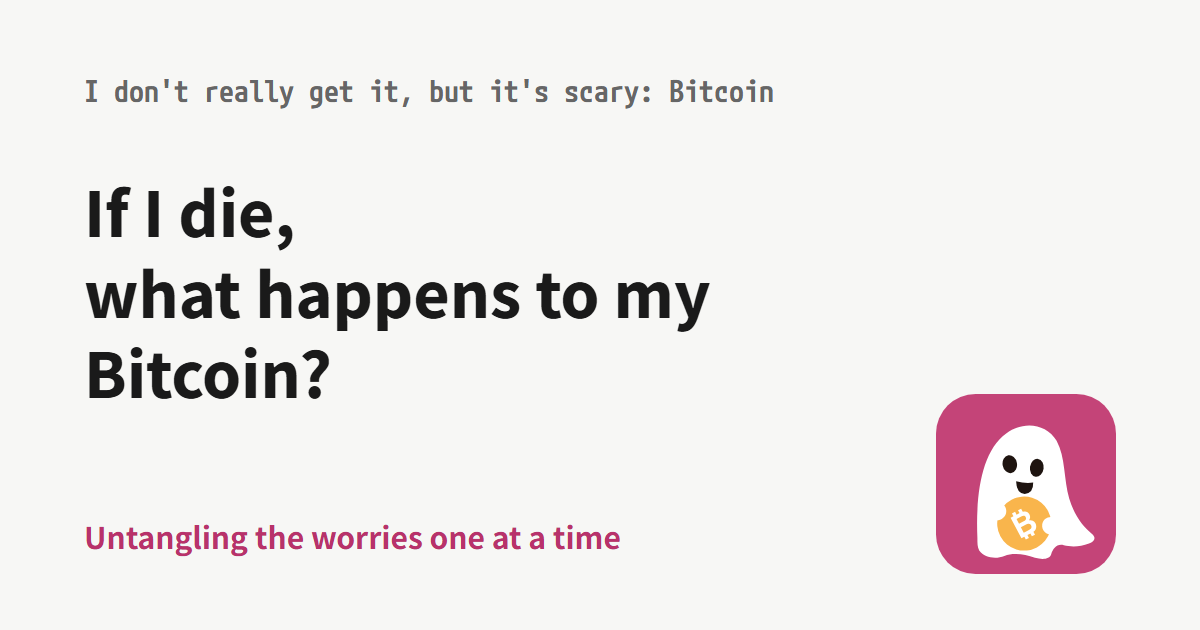 I don't really get it, but it's scary: Bitcoin
If I die,
what happens to my
Bitcoin?
Untangling the worries one at a time